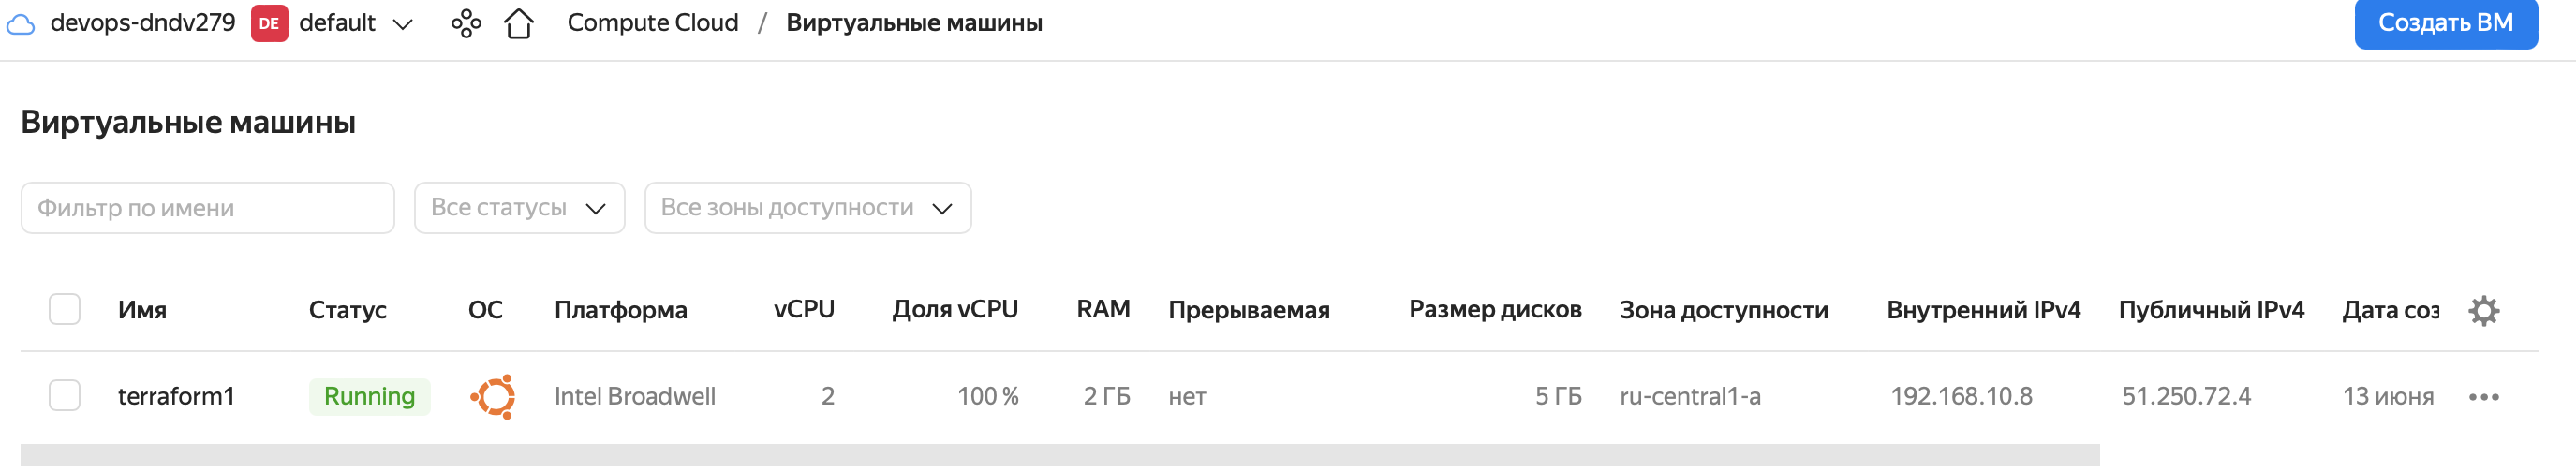 devops-dndv279 DE default Compute Cloud / Виртуальные машины Создать ВМ
Виртуальные машины
Фильтр по имени Все статусы Все зоны доступности
Имя Статус ОС Платформа vCPU Доля vCPU RAM Прерываемая Размер дисков Зона доступности Внутренний IPv4 Публичный IPv4 Дата соз
terraform1 Running Intel Broadwell 2 100 % 2 ГБ нет 5 ГБ ru-central1-a 192.168.10.8 51.250.72.4 13 июня